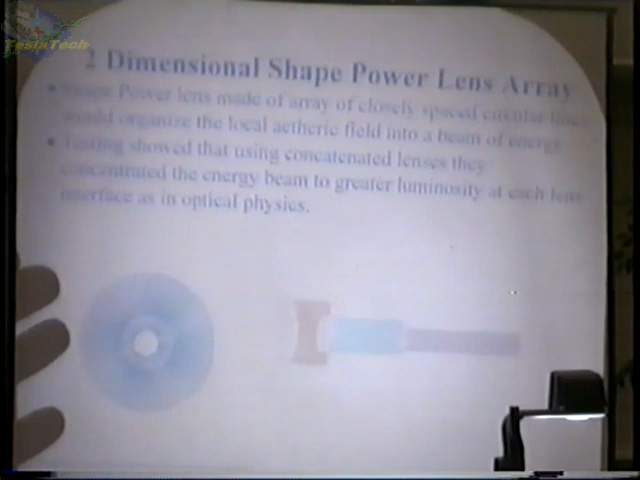 TeslaTech
2 Dimensional Shape Power Lens Array
• Shape Power lens made of array of closely spaced circular lines
would organize the local aetheric field into a beam of energy.
• Testing showed that using concatenated lenses they
concentrated the energy beam to greater luminosity at each lens
interface as in optical physics.